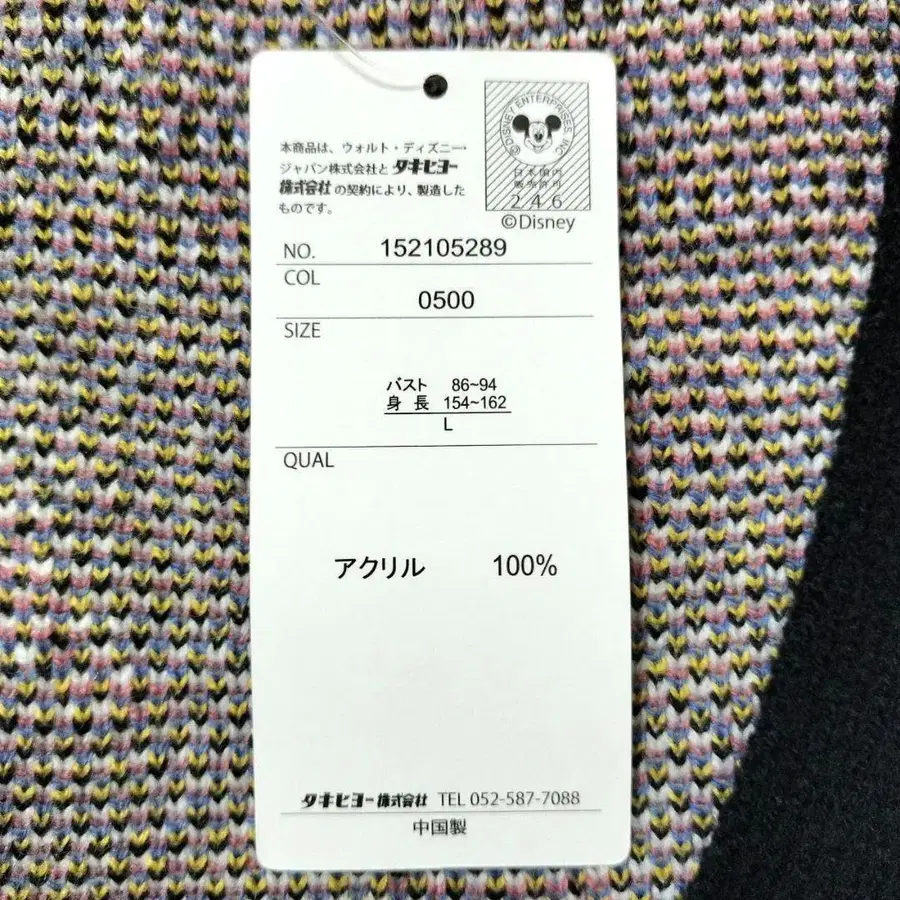 本商品は、ウォルト・ディズニー・
ジャパン株式会社と タキヒヨー
株式会社 の契約により、製造した
ものです。
©DISNEY ENTERPRISES, INC
日本国内
販売許可
246
©Disney
NO. 152105289
COL
0500
SIZE
バスト 86~94
身長 154~162
L
QUAL
アクリル 100%
タキヒヨー株式会社 TEL 052-587-7088
中国製